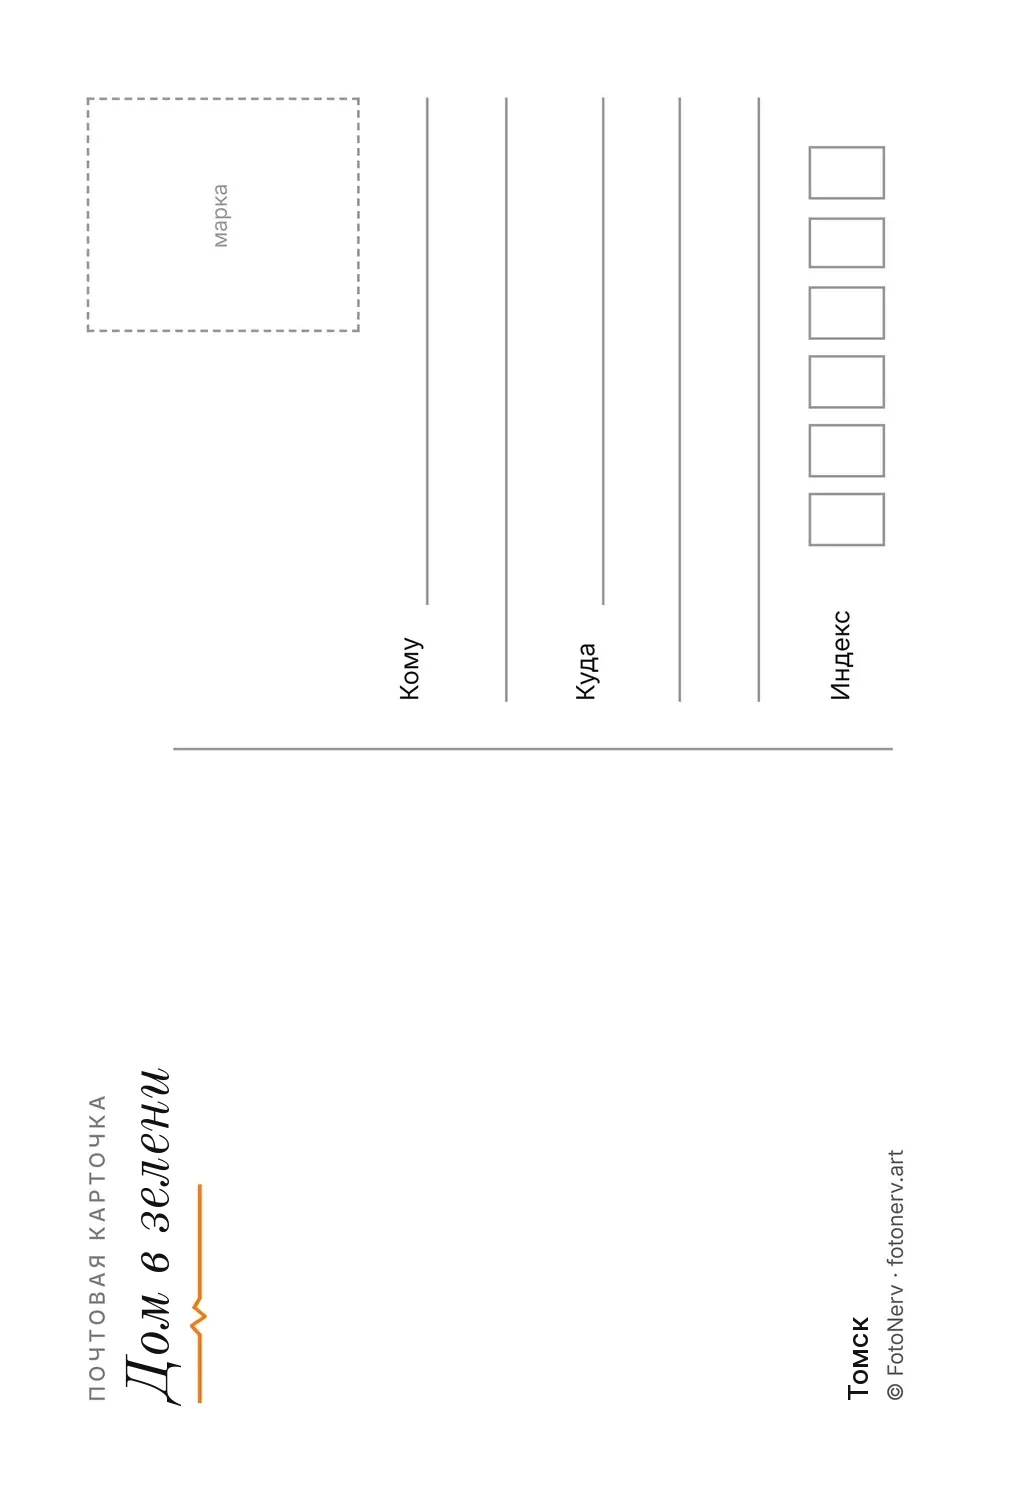 ПОЧТОВАЯ КАРТОЧКА
Дом в зелени
Томск
© FotoNerv · fotonerv.art
марка
Кому
Куда
Индекс